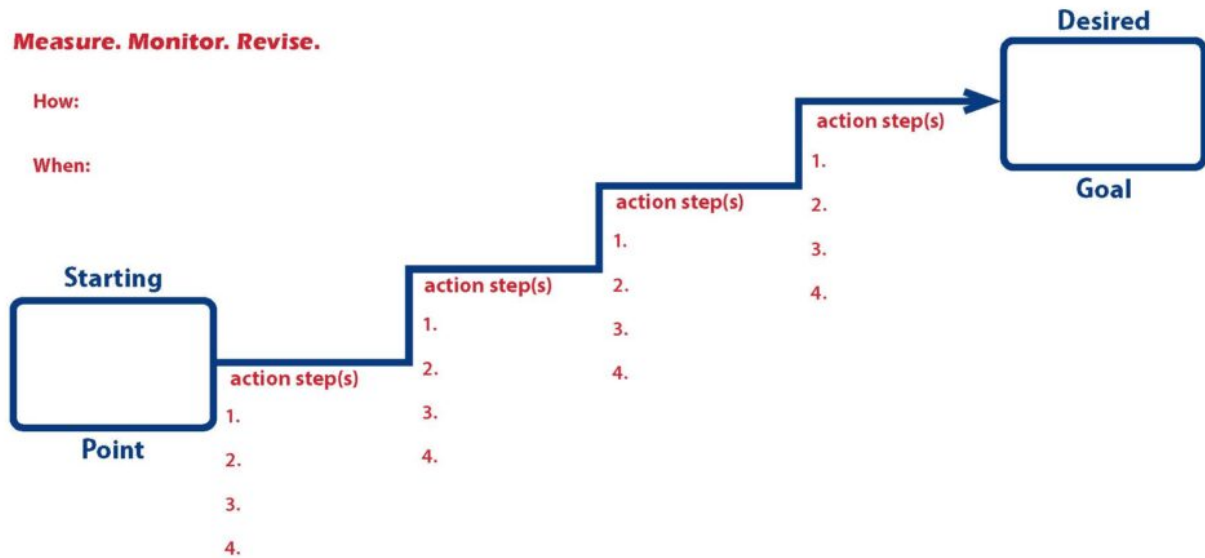 Measure. Monitor. Revise.
How:
When:
Starting
Point
action step(s)
1.
2.
3.
4.
action step(s)
1.
2.
3.
4.
action step(s)
1.
2.
3.
4.
action step(s)
1.
2.
3.
4.
Desired
Goal